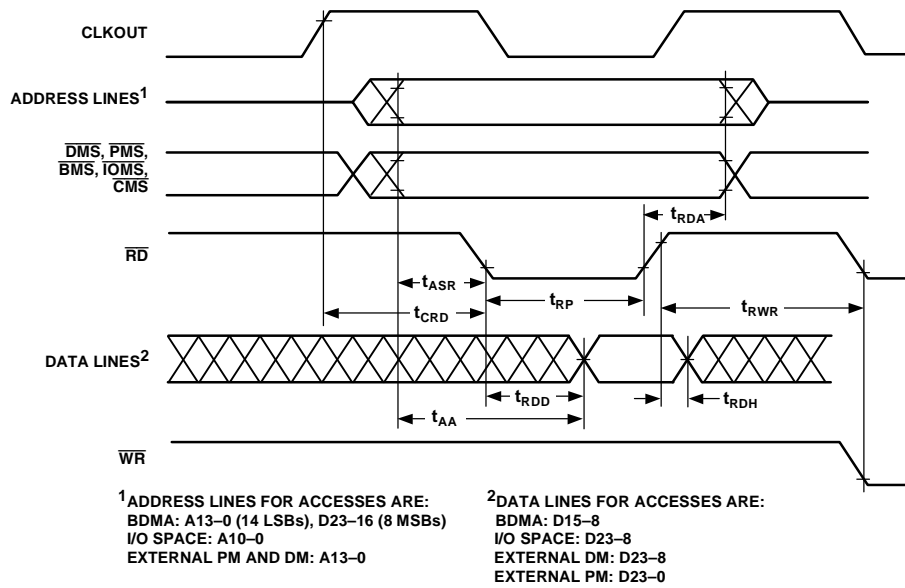 CLKOUT
ADDRESS LINES1
DMS, PMS,
BMS, IOMS,
CMS
tRDA
RD
tASR
tRP
tCRD
tRWR
DATA LINES2
tRDD
tRDH
tAA
WR
1ADDRESS LINES FOR ACCESSES ARE:
BDMA: A13–0 (14 LSBs), D23–16 (8 MSBs)
I/O SPACE: A10–0
EXTERNAL PM AND DM: A13–0
2DATA LINES FOR ACCESSES ARE:
BDMA: D15–8
I/O SPACE: D23–8
EXTERNAL DM: D23–8
EXTERNAL PM: D23–0